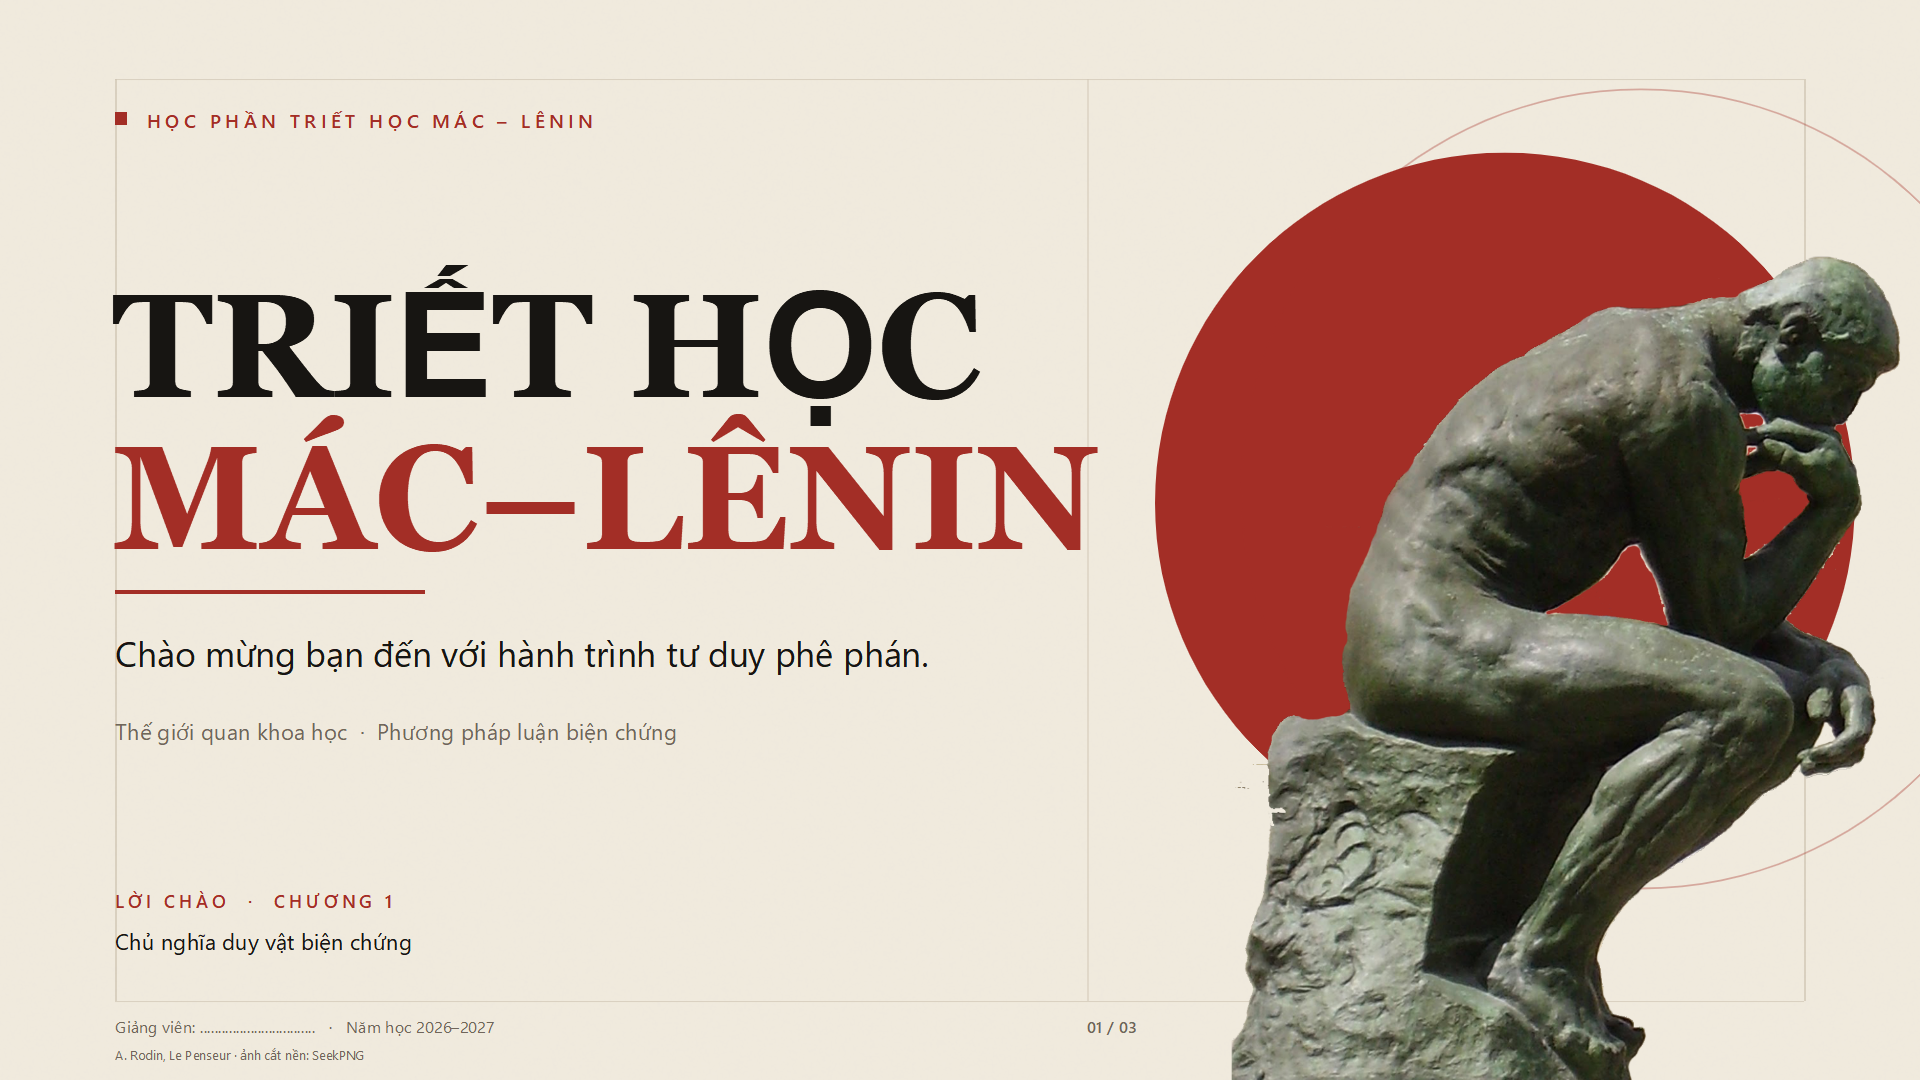 HỌC PHẦN TRIẾT HỌC MÁC – LÊNIN
TRIẾT HỌC
MÁC–LÊNIN
Chào mừng bạn đến với hành trình tư duy phê phán.
Thế giới quan khoa học · Phương pháp luận biện chứng
LỜI CHÀO · CHƯƠNG 1
Chủ nghĩa duy vật biện chứng
Giảng viên: ................................ · Năm học 2026–2027
01 / 03
A. Rodin, Le Penseur · ảnh cắt nền: SeekPNG